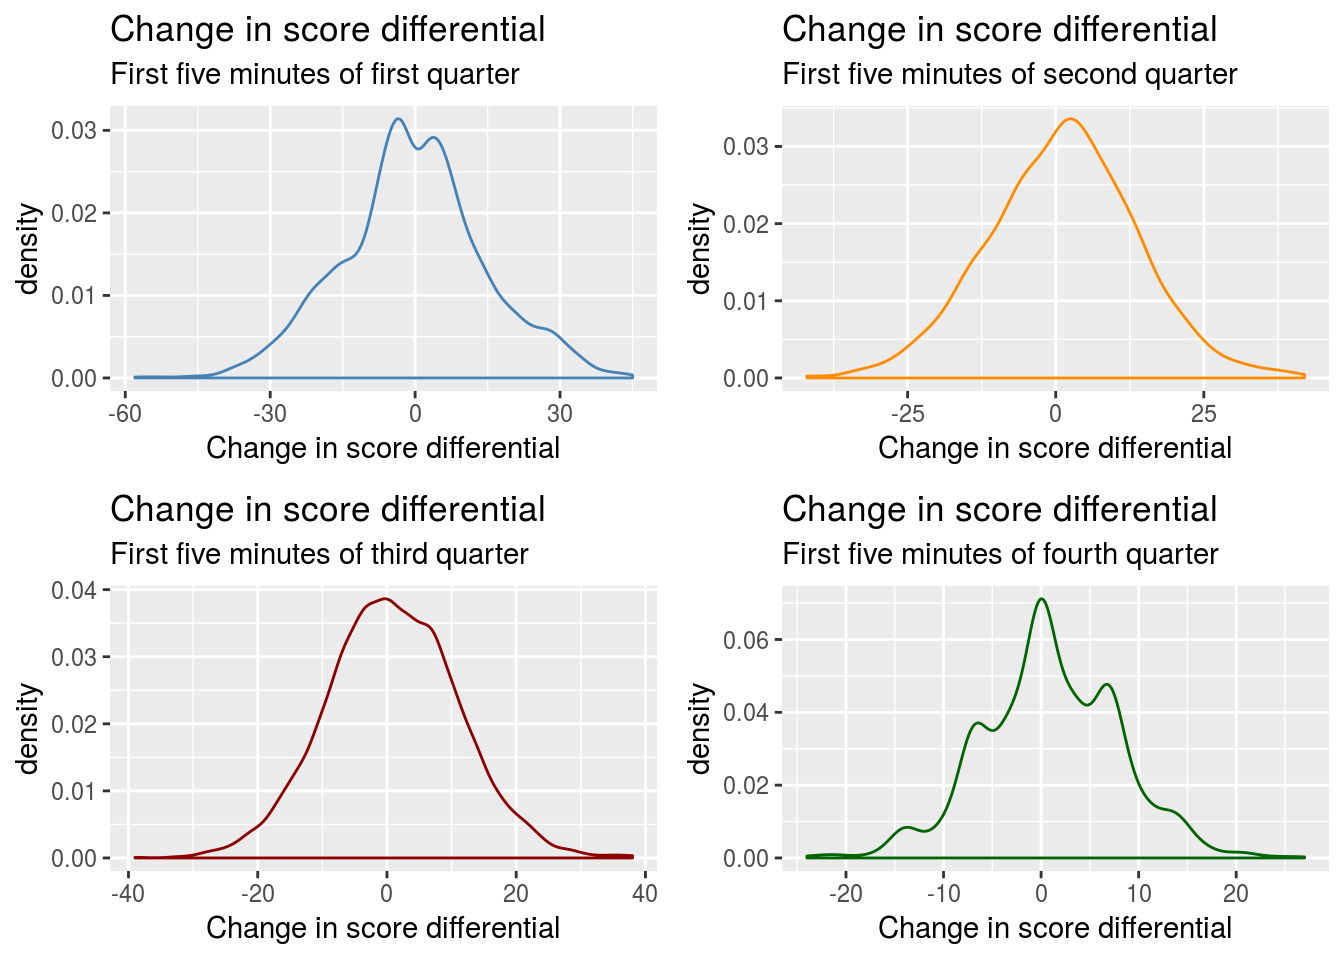 Change in score differential
First five minutes of first quarter
0.03
0.02
0.01
0.00
density
-60 -30 0 30
Change in score differential
Change in score differential
First five minutes of second quarter
0.03
0.02
0.01
0.00
density
-25 0 25
Change in score differential
Change in score differential
First five minutes of third quarter
0.04
0.03
0.02
0.01
0.00
density
-40 -20 0 20 40
Change in score differential
Change in score differential
First five minutes of fourth quarter
0.06
0.04
0.02
0.00
density
-20 -10 0 10 20
Change in score differential